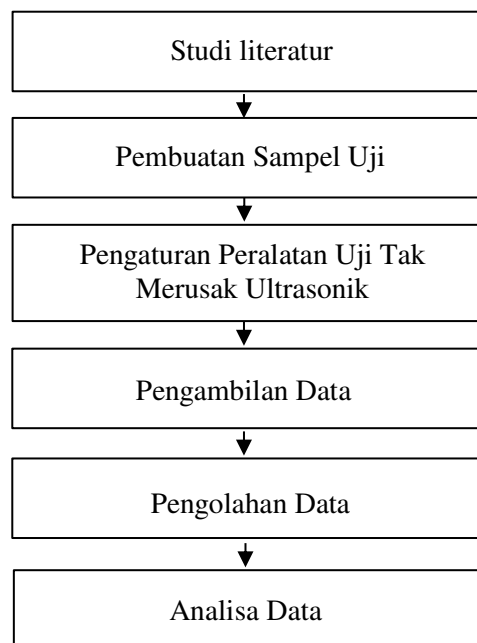 Studi literatur
Pembuatan Sampel Uji
Pengaturan Peralatan Uji Tak
Merusak Ultrasonik
Pengambilan Data
Pengolahan Data
Analisa Data